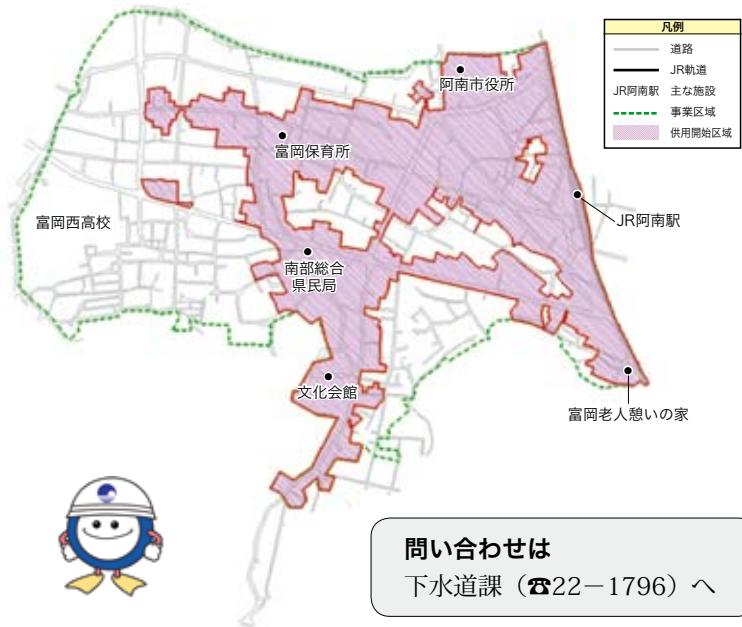 凡例
道路
JR軌道
JR阿南駅 主な施設
事業区域
供用開始区域
阿南市役所
富岡保育所
JR阿南駅
富岡西高校
南部総合
県民局
文化会館
富岡老人憩いの家
問い合わせは
下水道課（☎22－1796）へ